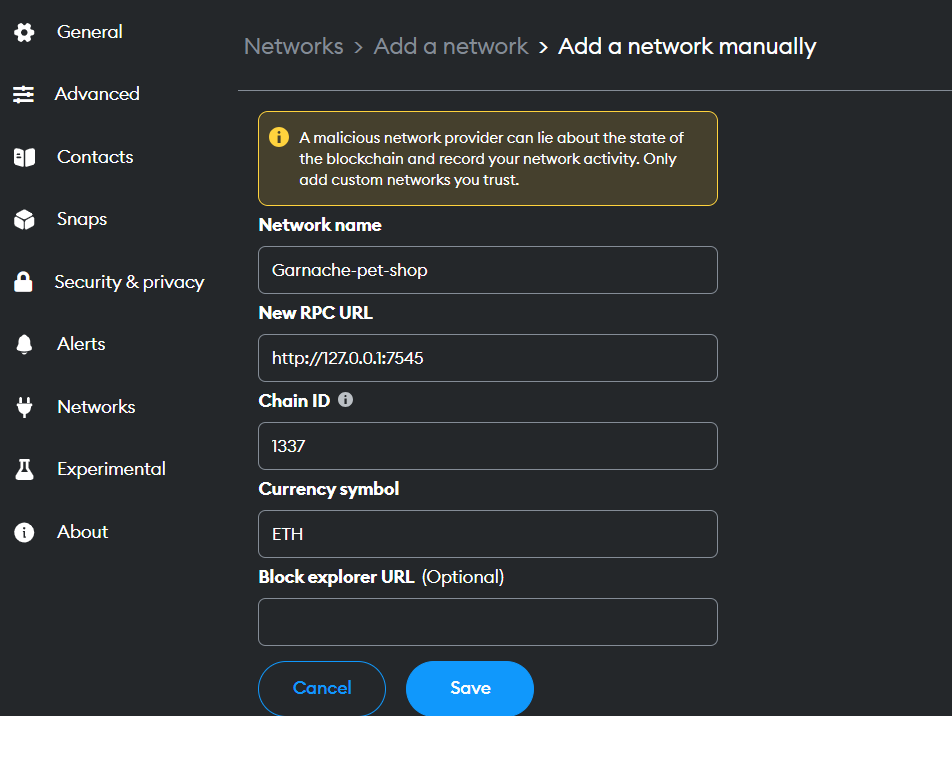 General
Advanced
Contacts
Snaps
Security & privacy
Alerts
Networks
Experimental
About
Networks > Add a network > Add a network manually
A malicious network provider can lie about the state of
the blockchain and record your network activity. Only
add custom networks you trust.
Network name
Garnache-pet-shop
New RPC URL
http://127.0.0.1:7545
Chain ID
1337
Currency symbol
ETH
Block explorer URL (Optional)
Cancel Save